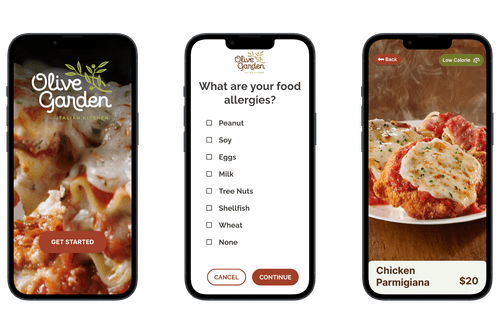 Olive
Garden
ITALIAN KITCHEN
GET STARTED
Olive
Garden
ITALIAN KITCHEN
What are your food
allergies?
Peanut
Soy
Eggs
Milk
Tree Nuts
Shellfish
Wheat
None
CANCEL
CONTINUE
Back
Low Calorie
Chicken
Parmigiana
$20